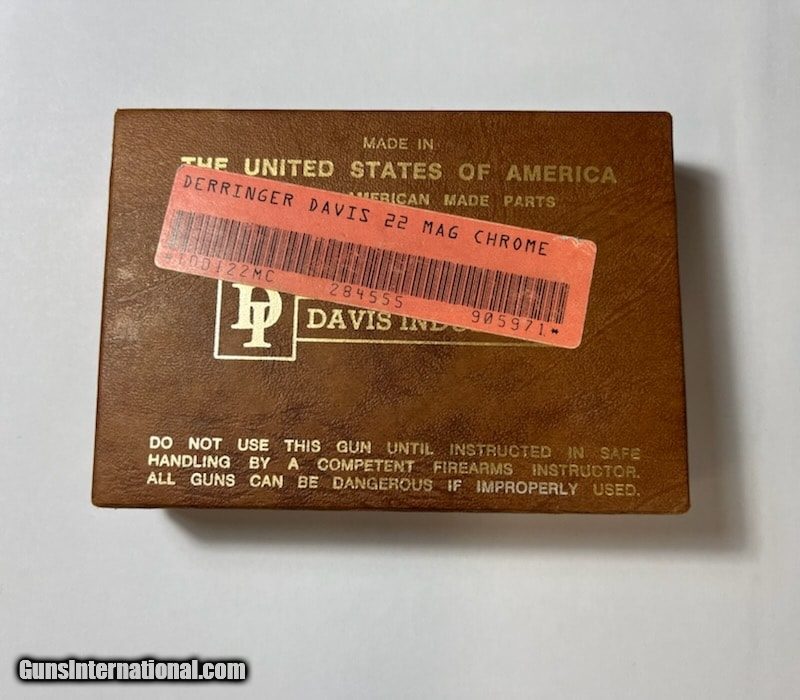 MADE IN
THE UNITED STATES OF AMERICA
AMERICAN MADE PARTS
DERRINGER DAVIS 22 MAG CHROME
284555
905971*
DI
DAVIS
DO NOT USE THIS GUN UNTIL INSTRUCTED IN SAFE
HANDLING BY A COMPETENT FIREARMS INSTRUCTOR.
ALL GUNS CAN BE DANGEROUS IF IMPROPERLY USED.
GunsInternational.com